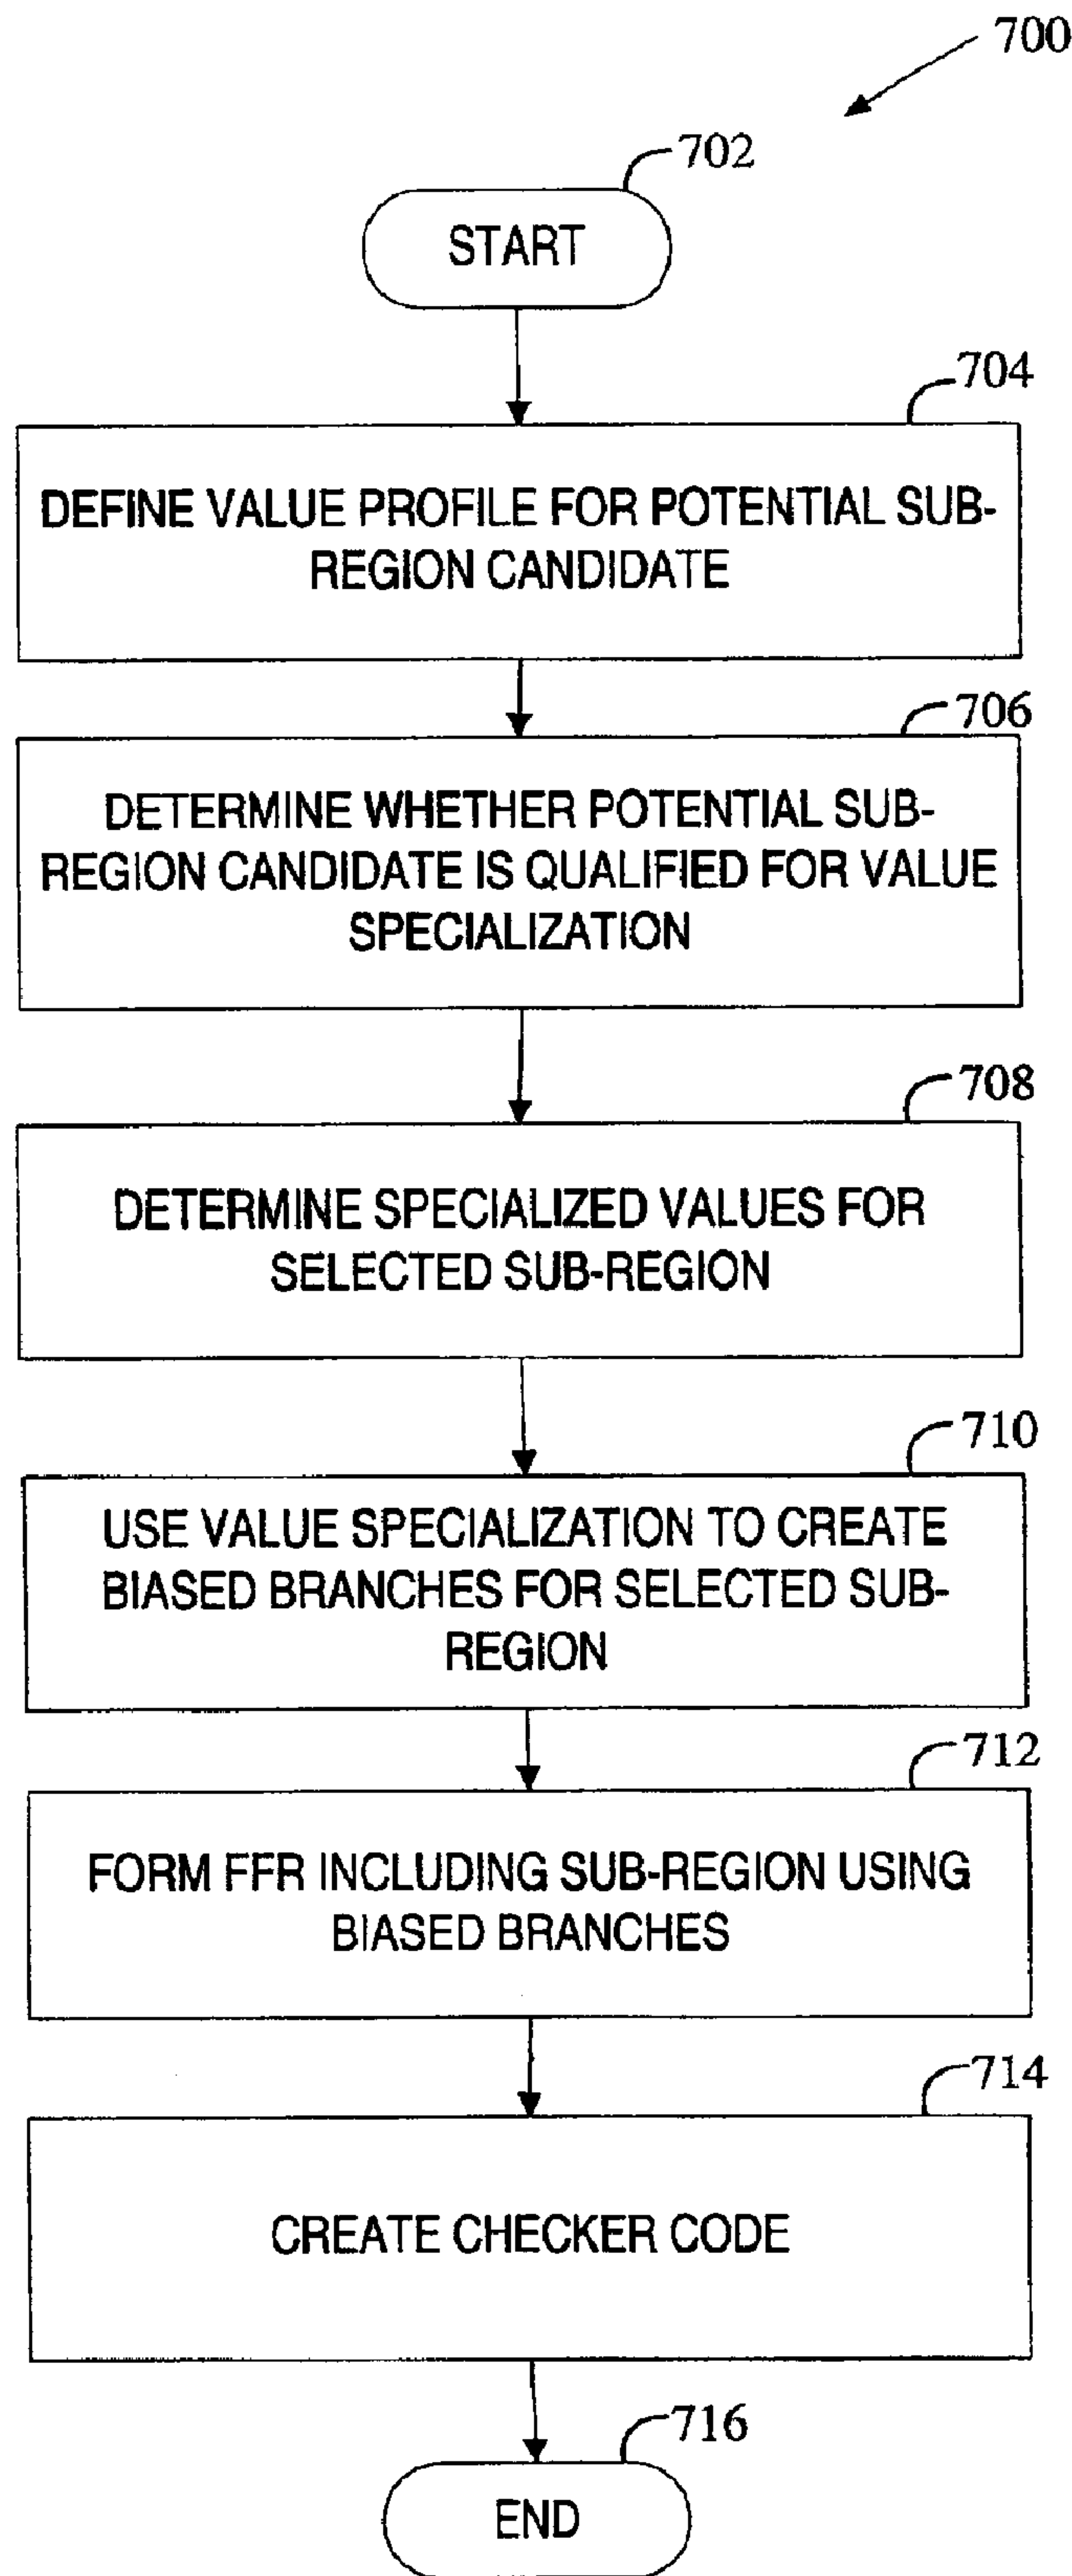 700
702
START
704
DEFINE VALUE PROFILE FOR POTENTIAL SUB-
REGION CANDIDATE
706
DETERMINE WHETHER POTENTIAL SUB-
REGION CANDIDATE IS QUALIFIED FOR VALUE
SPECIALIZATION
708
DETERMINE SPECIALIZED VALUES FOR
SELECTED SUB-REGION
710
USE VALUE SPECIALIZATION TO CREATE
BIASED BRANCHES FOR SELECTED SUB-
REGION
712
FORM FFR INCLUDING SUB-REGION USING
BIASED BRANCHES
714
CREATE CHECKER CODE
716
END